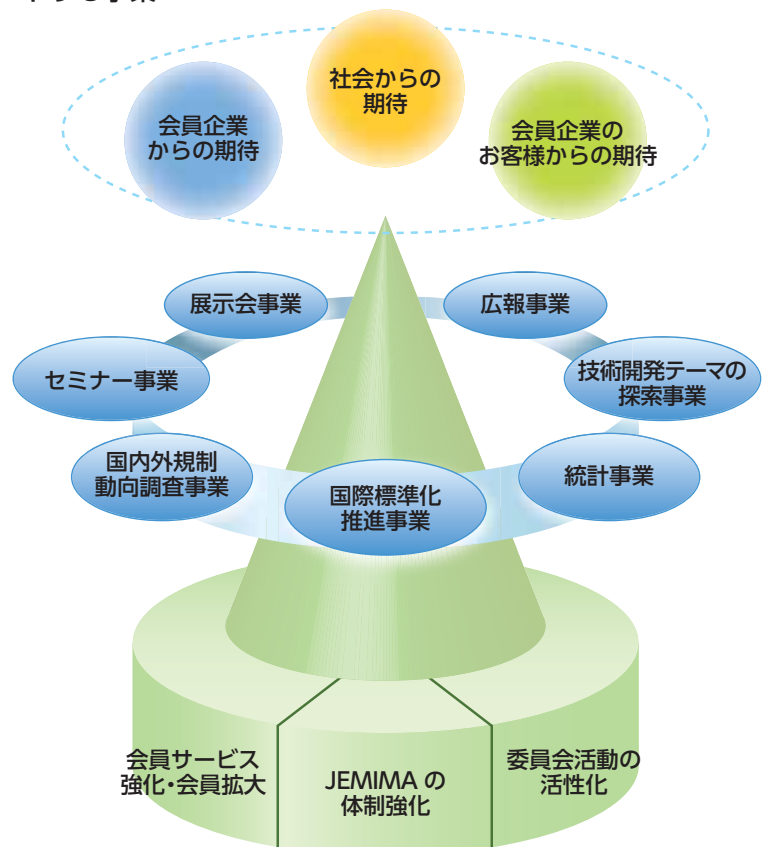 社会からの
期待
会員企業
からの期待
会員企業の
お客様からの期待
展示会事業
広報事業
セミナー事業
技術開発テーマの
探索事業
国内外規制
動向調査事業
国際標準化
推進事業
統計事業
会員サービス
強化・会員拡大
JEMIMA の
体制強化
委員会活動の
活性化